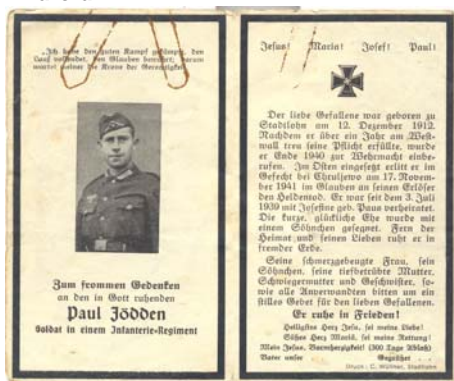 „Ich habe den guten Kampf gekämpft, den
Lauf vollendet, den Glauben bewahrt; darum
wartet meiner die Krone der Gerechtigkeit.
Zum frommen Gedenken
an den in Gott ruhenden
Paul Jödden
Soldat in einem Infanterie-Regiment
Jesus! Maria! Josef! Paul!
Der liebe Gefallene war geboren zu
Stadtlohn am 12. Dezember 1912.
Nachdem er über ein Jahr am „West-
wall treu seine Pflicht erfüllte, wurde
er Ende 1940 zur Wehrmacht einbe-
rufen. Im Osten eingesetzt erlitt er im
Gefecht bei Chruljewo am 17. Novem-
ber 1941 im Glauben an seinen Erlöser
den Heldentod. Er war seit dem 3. Juli
1939 mit Josefine geb. Paus verheiratet.
Die kurze, glückliche Ehe wurde mit
einem Söhnchen gesegnet. Fern der
Heimat und seinen Lieben ruht er in
fremder Erde.
Seine schmerzgebeugte Frau, sein
Söhnchen, seine tiefbetrübte Mutter,
Schwiegermutter und Geschwister, so-
wie alle Anverwandten bitten um ein
stilles Gebet für den lieben Gefallenen.
Er ruhe in Frieden!
Heiligstes Herz Jesu, sei meine Liebe!
Süßes Herz Mariä, sei meine Rettung!
Mein Jesus, Barmherzigkeit! (300 Tage Ablaß)
Vater unser Gegrüßet
Druck: C. Wüllner, Stadtlohn